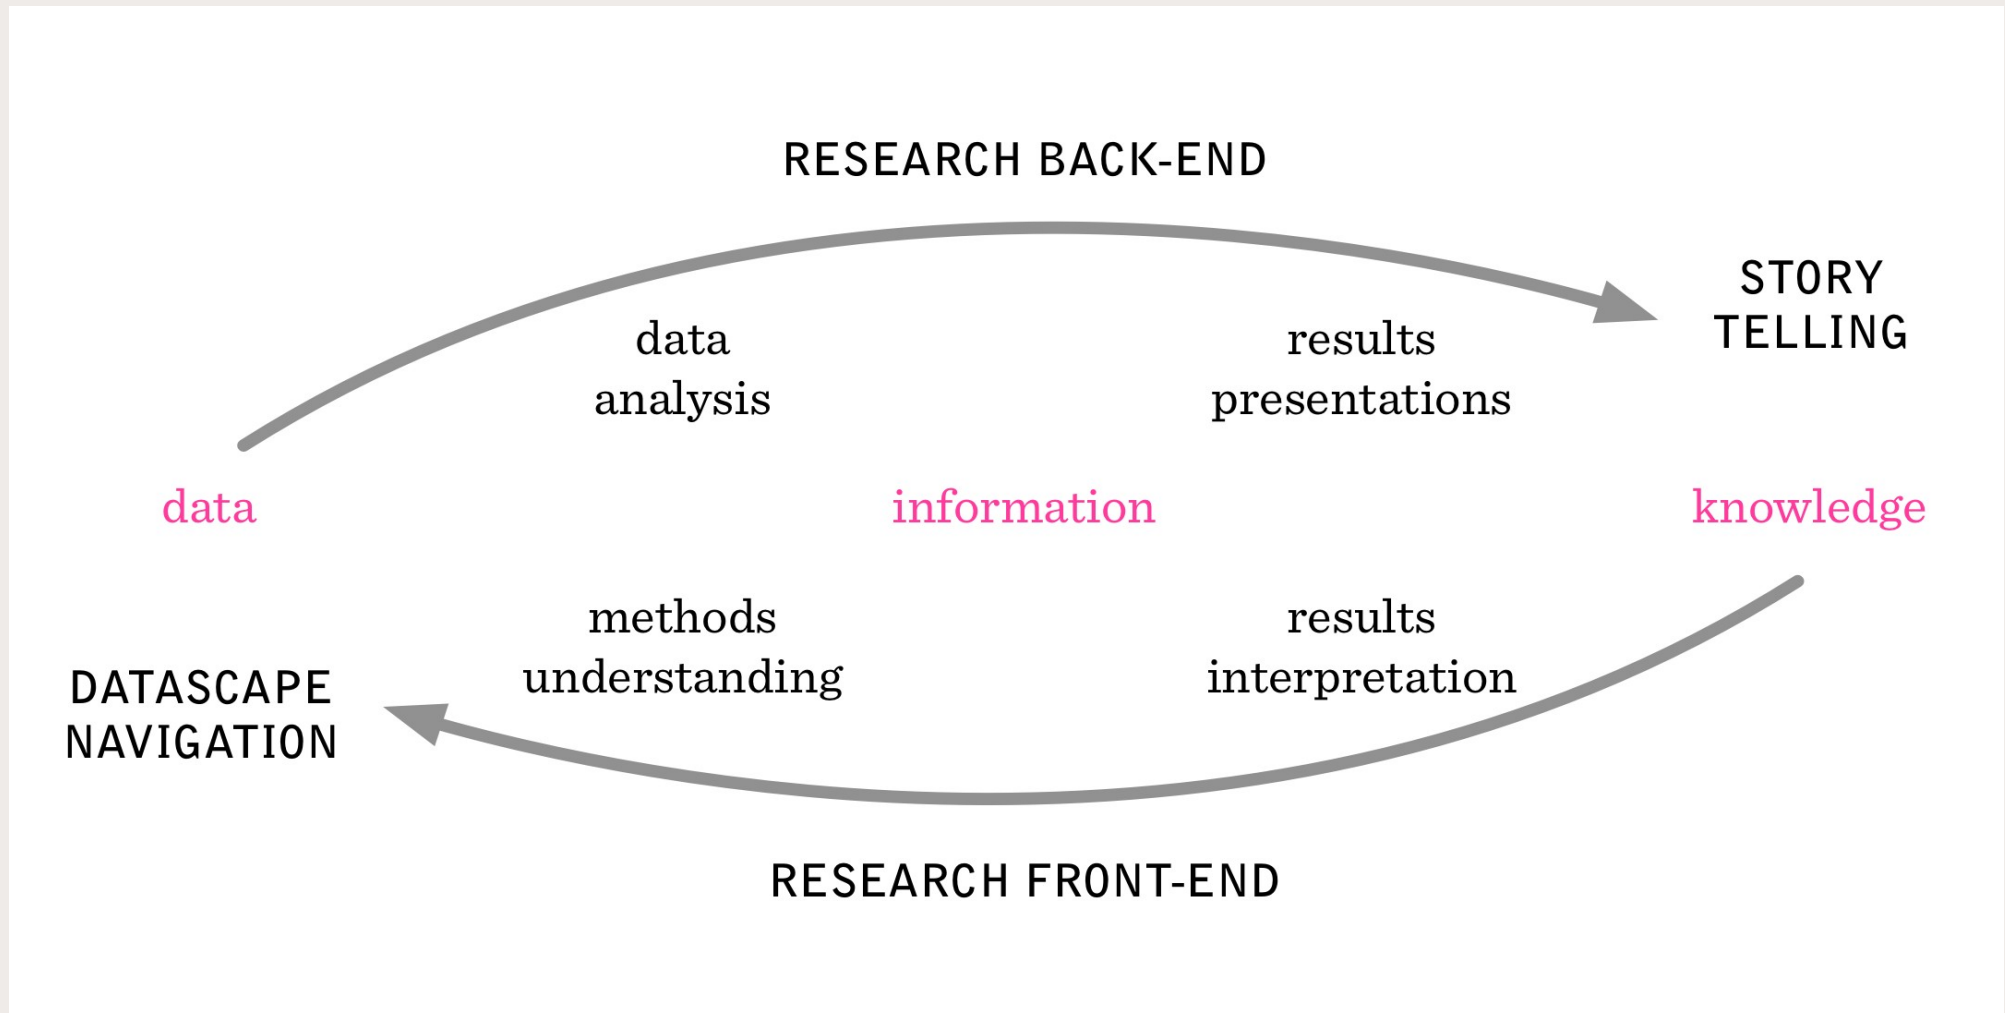 RESEARCH BACK-END
STORY
TELLING
data
analysis
results
presentations
data
information
knowledge
methods
understanding
results
interpretation
DATASCAPE
NAVIGATION
RESEARCH FRONT-END